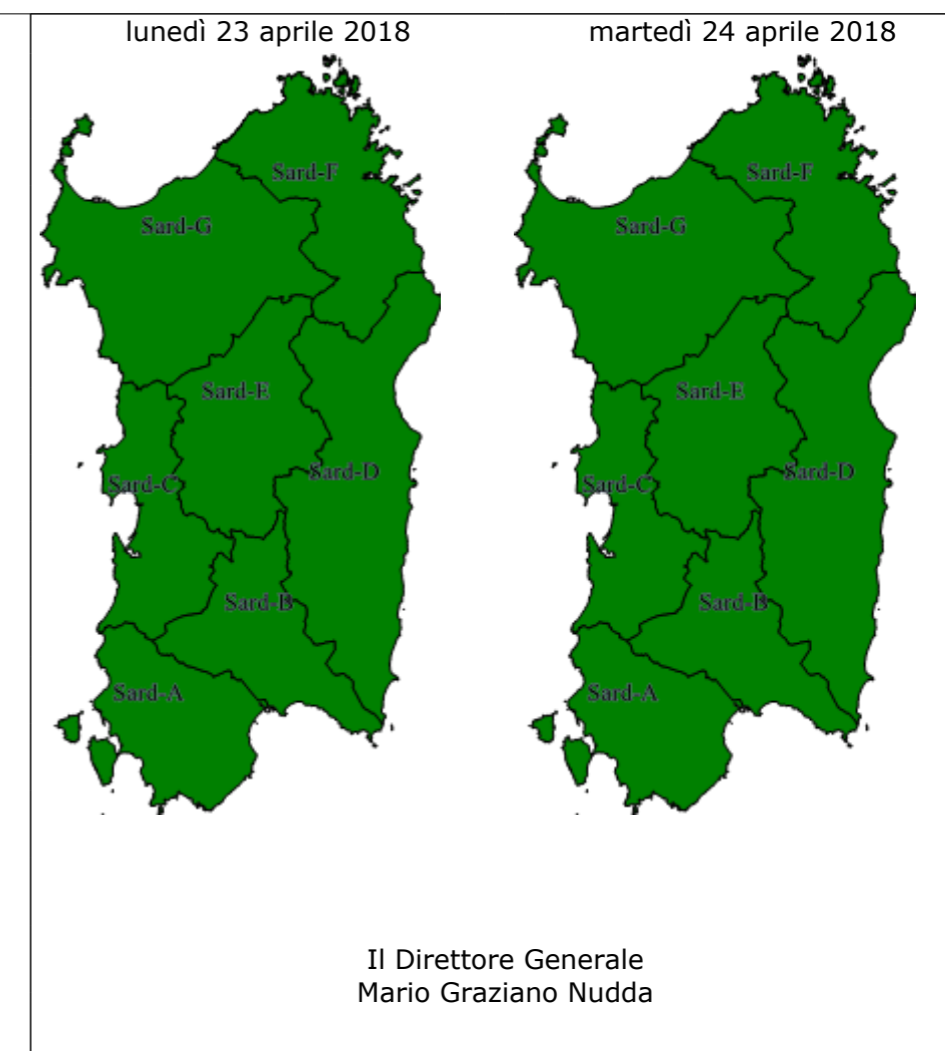 lunedì 23 aprile 2018
martedì 24 aprile 2018
Sard-F
Sard-G
Sard-E
Sard-D
Sard-C
Sard-B
Sard-A
Sard-F
Sard-G
Sard-E
Sard-D
Sard-C
Sard-B
Sard-A
Il Direttore Generale
Mario Graziano Nudda